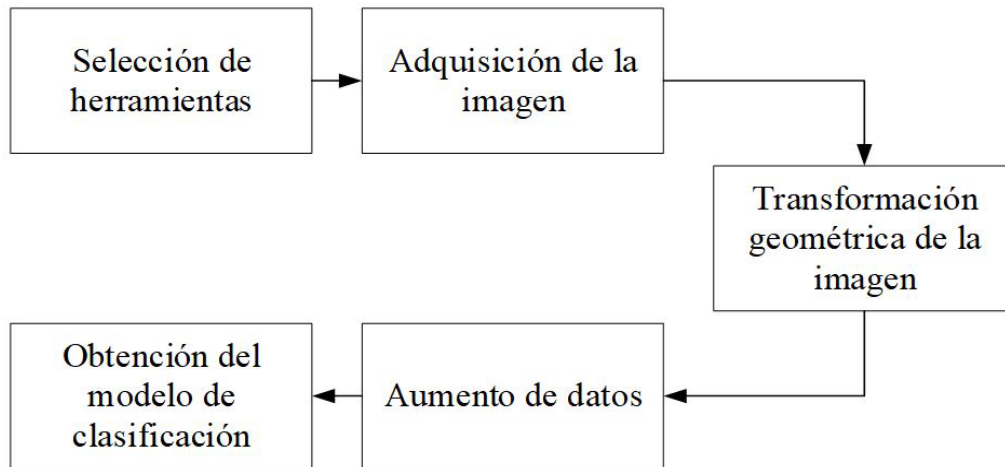 Selección de
herramientas
Adquisición de la
imagen
Transformación
geométrica de la
imagen
Aumento de datos
Obtención del
modelo de
clasificación